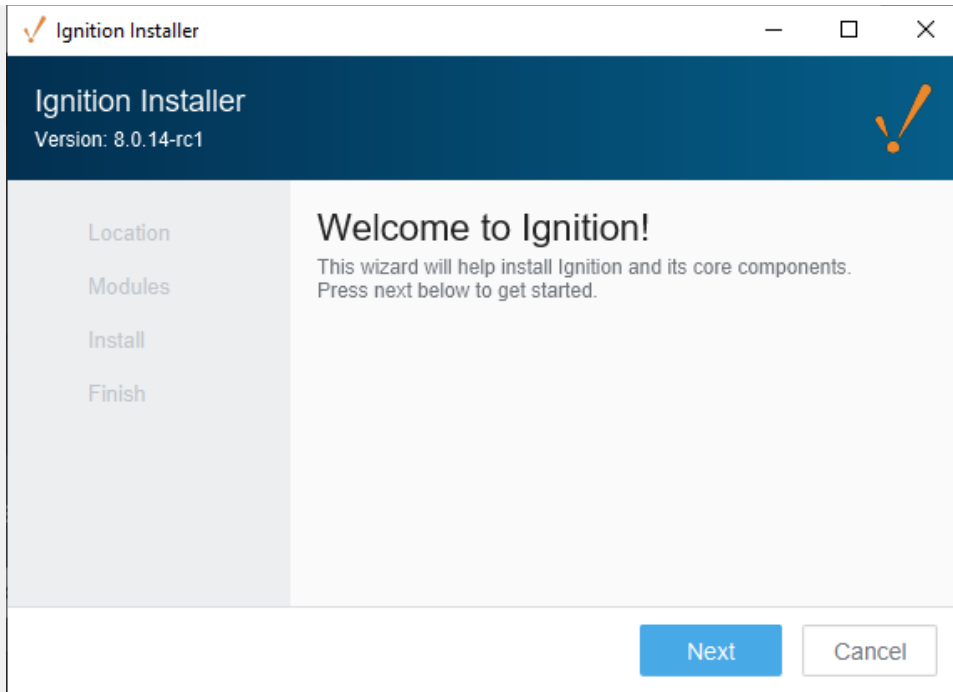 Ignition Installer
Ignition Installer
Version: 8.0.14-rc1
Location
Modules
Install
Finish
Welcome to Ignition!
This wizard will help install Ignition and its core components.
Press next below to get started.
Next
Cancel